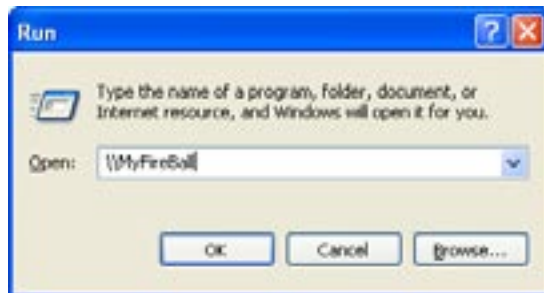 Run
Type the name of a program, folder, document, or
Internet resource, and Windows will open it for you.
Open: \\MyFireBall
OK Cancel Browse...